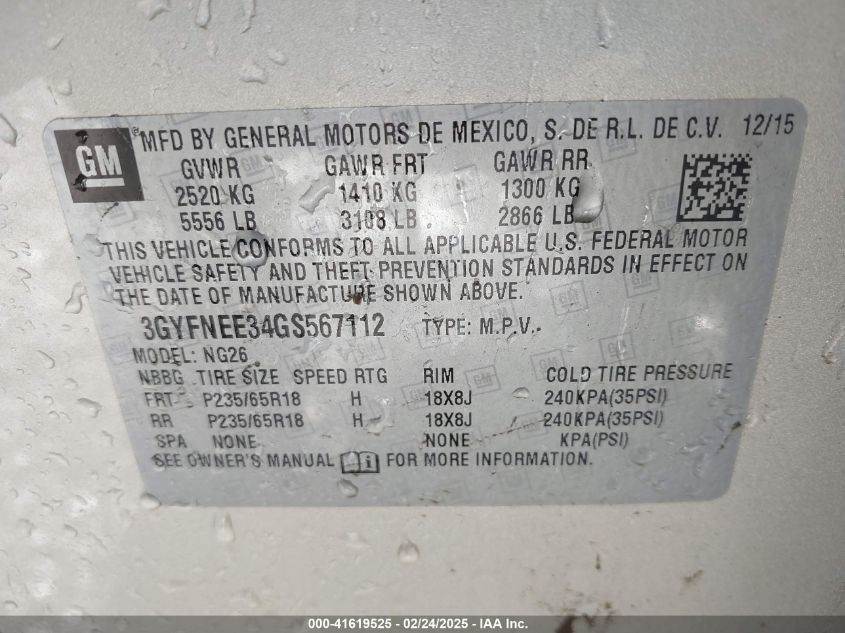 GM
® MFD BY GENERAL MOTORS DE MEXICO, S. DE R.L. DE C.V. 12/15
GVWR GAWR FRT GAWR RR
2520 KG 1410 KG 1300 KG
5556 LB 3108 LB 2866 LB
THIS VEHICLE CONFORMS TO ALL APPLICABLE U.S. FEDERAL MOTOR
VEHICLE SAFETY AND THEFT PREVENTION STANDARDS IN EFFECT ON
THE DATE OF MANUFACTURE SHOWN ABOVE.
3GYFNEE34GS567112 TYPE: M.P.V.
MODEL: NG26
NBBG TIRE SIZE SPEED RTG RIM COLD TIRE PRESSURE
FRT P235/65R18 H 18X8J 240KPA(35PSI)
RR P235/65R18 H 18X8J 240KPA(35PSI)
SPA NONE NONE KPA(PSI)
SEE OWNER'S MANUAL FOR MORE INFORMATION.
000-41619525 - 02/24/2025 - IAA Inc.